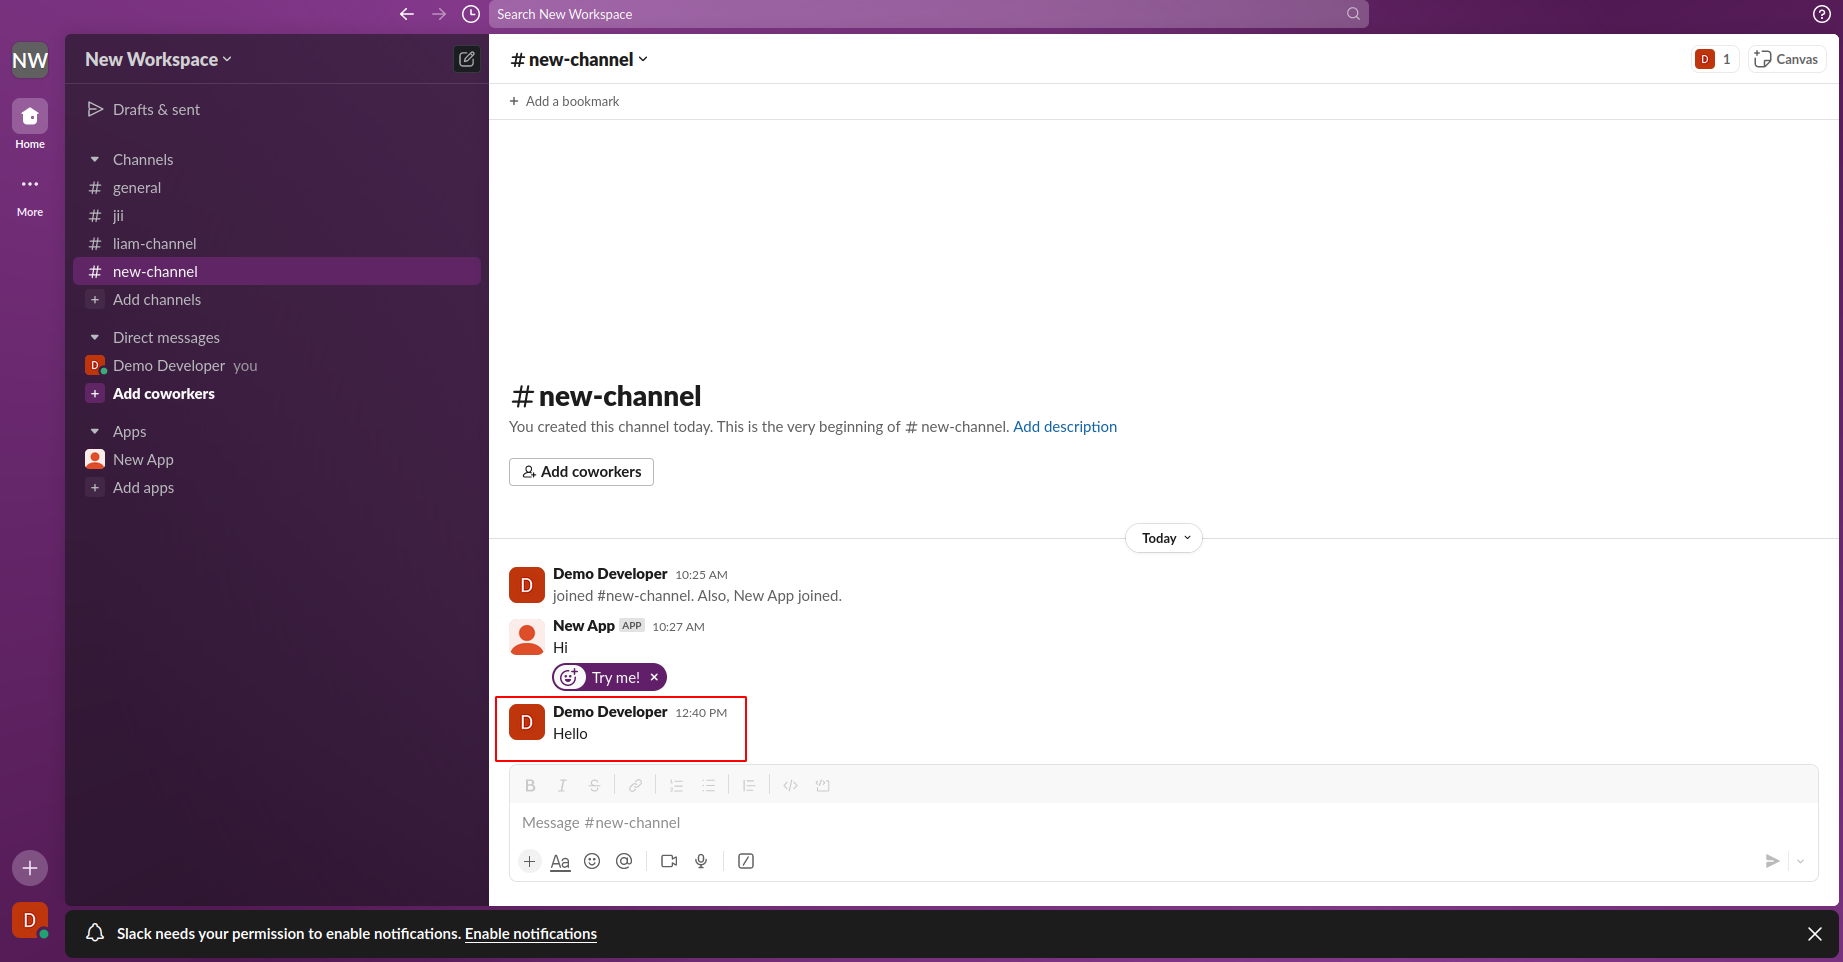 Search New Workspace
NW
New Workspace
# new-channel
D 1
Canvas
+ Add a bookmark
Home
More
Drafts & sent
Channels
# general
# jii
# liam-channel
# new-channel
+ Add channels
Direct messages
D Demo Developer you
+ Add coworkers
Apps
New App
+ Add apps
# new-channel
You created this channel today. This is the very beginning of # new-channel. Add description
Add coworkers
Today
D
Demo Developer 10:25 AM
joined #new-channel. Also, New App joined.
New App APP 10:27 AM
Hi
Try me! ×
D
Demo Developer 12:40 PM
Hello
B I S
Message #new-channel
+ Aa @
D
Slack needs your permission to enable notifications. Enable notifications